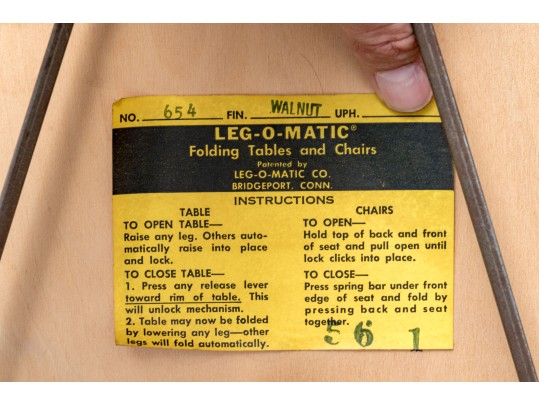 NO. 654 FIN. WALNUT UPH.
LEG-O-MATIC®
Folding Tables and Chairs
Patented by
LEG-O-MATIC CO.
BRIDGEPORT, CONN.
INSTRUCTIONS
TABLE
TO OPEN TABLE—
Raise any leg. Others auto-
matically raise into place
and lock.
TO CLOSE TABLE—
1. Press any release lever
toward rim of table. This
will unlock mechanism.
2. Table may now be folded
by lowering any leg—other
legs will fold automatically.
CHAIRS
TO OPEN—
Hold top of back and front
of seat and pull open until
lock clicks into place.
TO CLOSE—
Press spring bar under front
edge of seat and fold by
pressing back and seat
together.
56 1